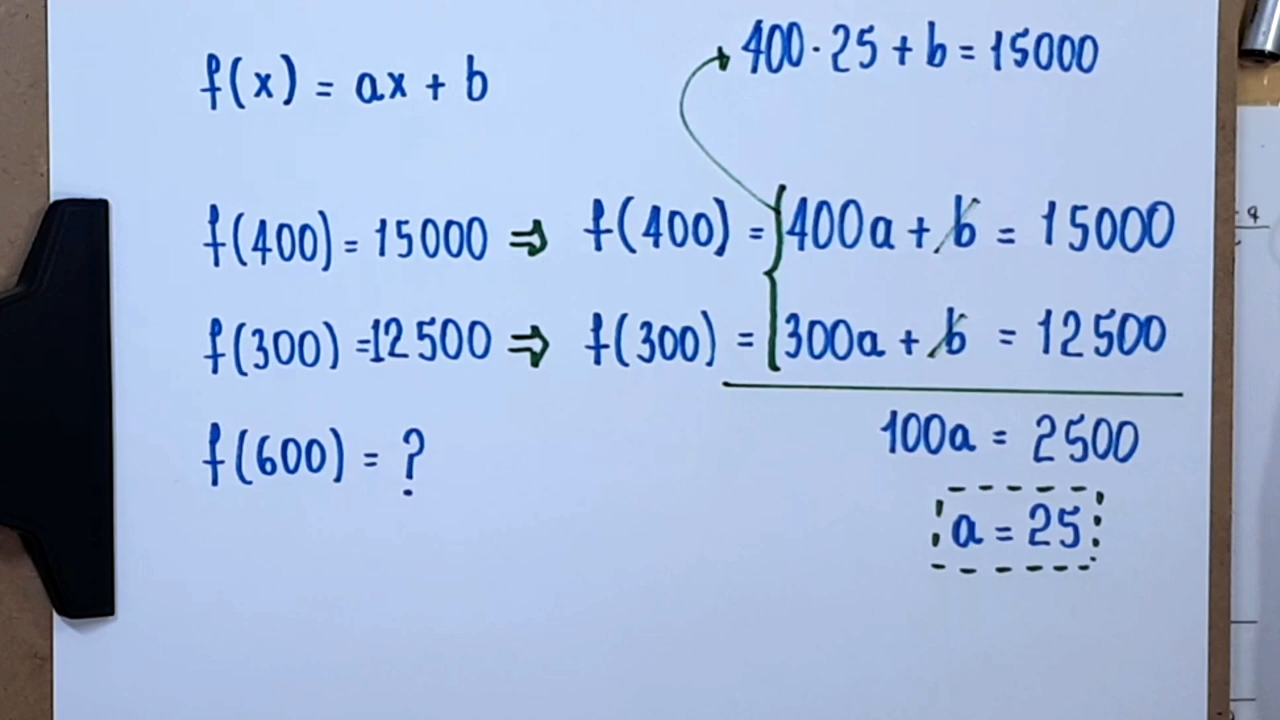 400·25 + b = 15000
f(x) = ax + b
f(400) = 15000 ⇒ f(400) = {400a + b = 15000
f(300) = 12500 ⇒ f(300) = {300a + b = 12500
100a = 2500
f(600) = ?
a = 25